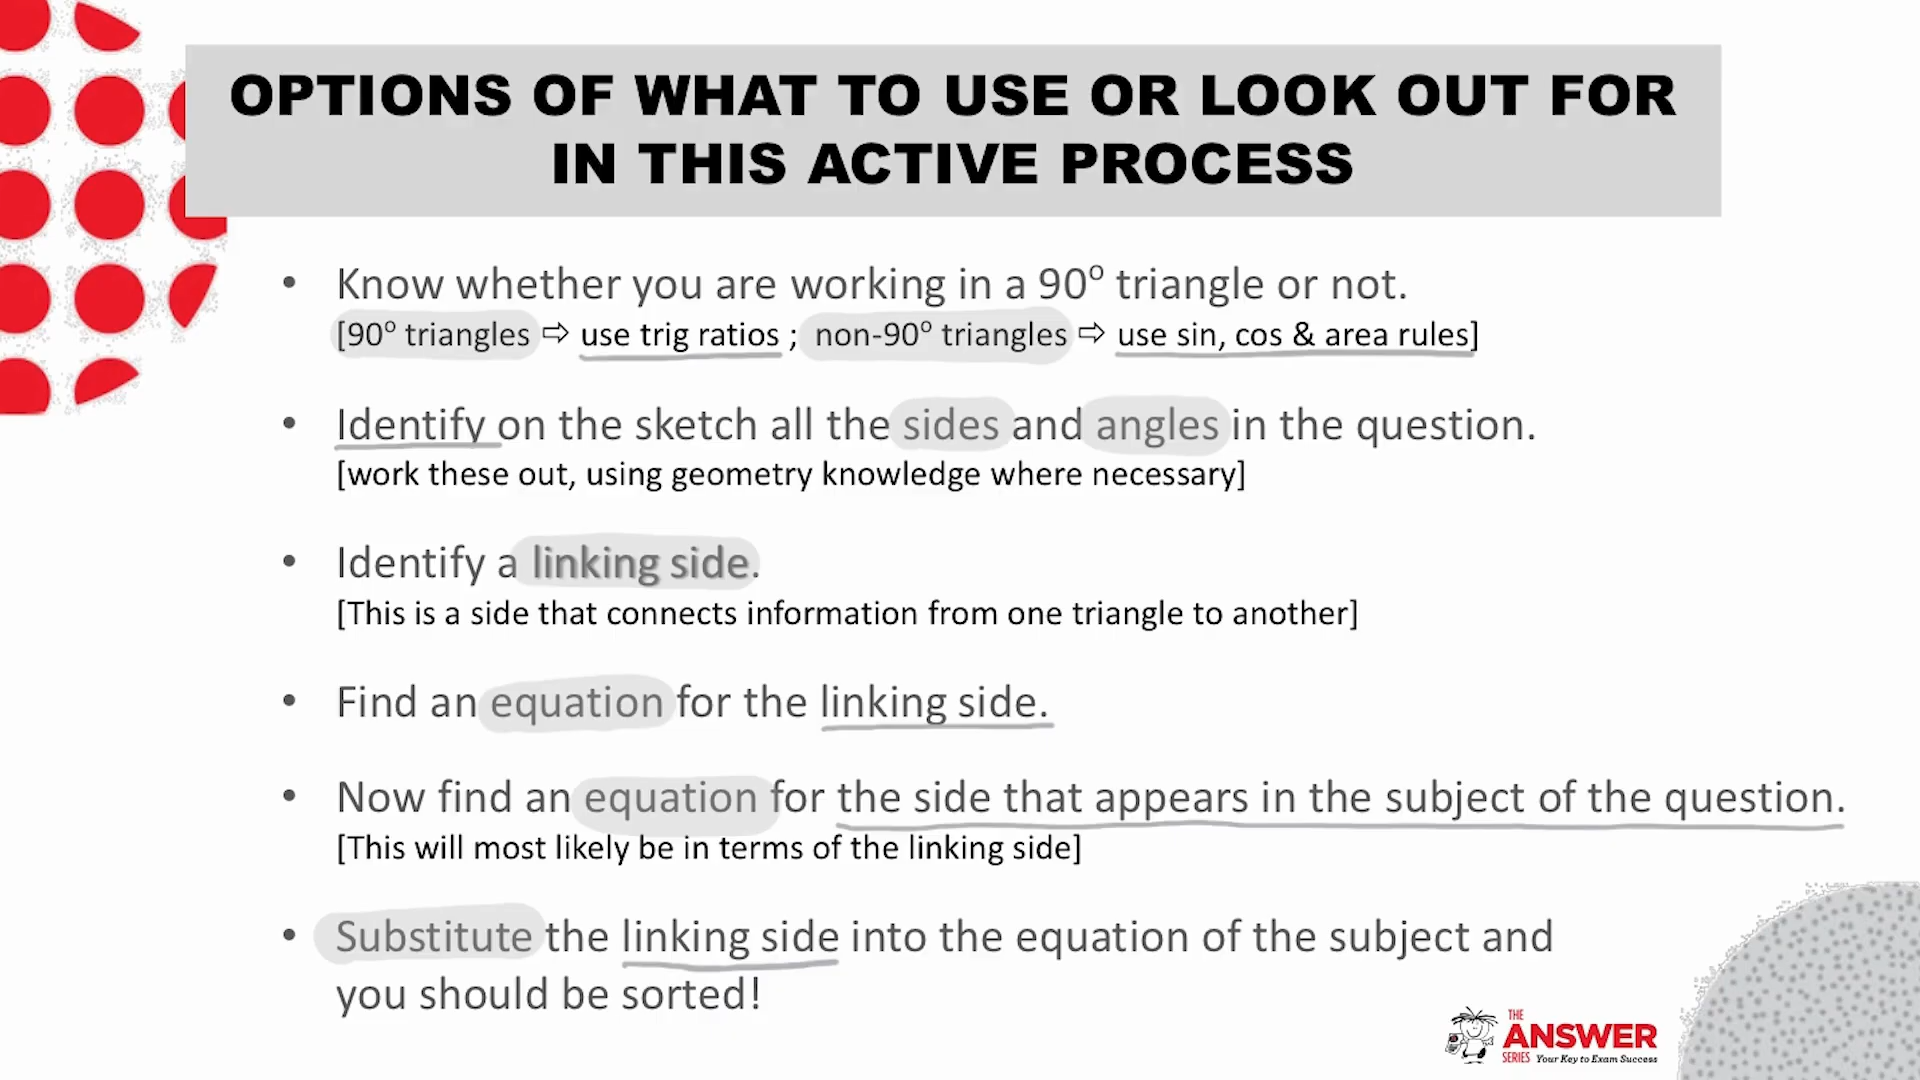 OPTIONS OF WHAT TO USE OR LOOK OUT FOR
IN THIS ACTIVE PROCESS
• Know whether you are working in a 90º triangle or not.
[90º triangles ⇨ use trig ratios ; non-90º triangles ⇨ use sin, cos & area rules]
• Identify on the sketch all the sides and angles in the question.
[work these out, using geometry knowledge where necessary]
• Identify a linking side.
[This is a side that connects information from one triangle to another]
• Find an equation for the linking side.
• Now find an equation for the side that appears in the subject of the question.
[This will most likely be in terms of the linking side]
• Substitute the linking side into the equation of the subject and
you should be sorted!
THE
ANSWER
SERIES Your Key to Exam Success